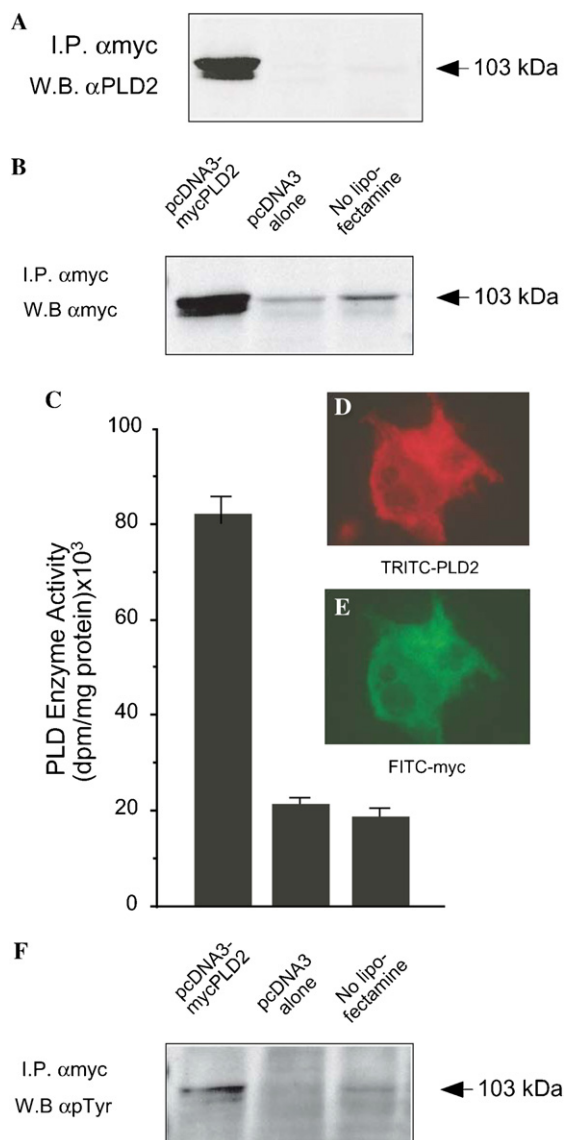 A
I.P. αmyc
W.B. αPLD2
103 kDa
B
pcDNA3-
mycPLD2
pcDNA3
alone
No lipo-
fectamine
I.P. αmyc
W.B αmyc
103 kDa
C
PLD Enzyme Activity
(dpm/mg protein)x10³
100
80
60
40
20
0
D
TRITC-PLD2
E
FITC-myc
F
pcDNA3-
mycPLD2
pcDNA3
alone
No lipo-
fectamine
I.P. αmyc
W.B αpTyr
103 kDa